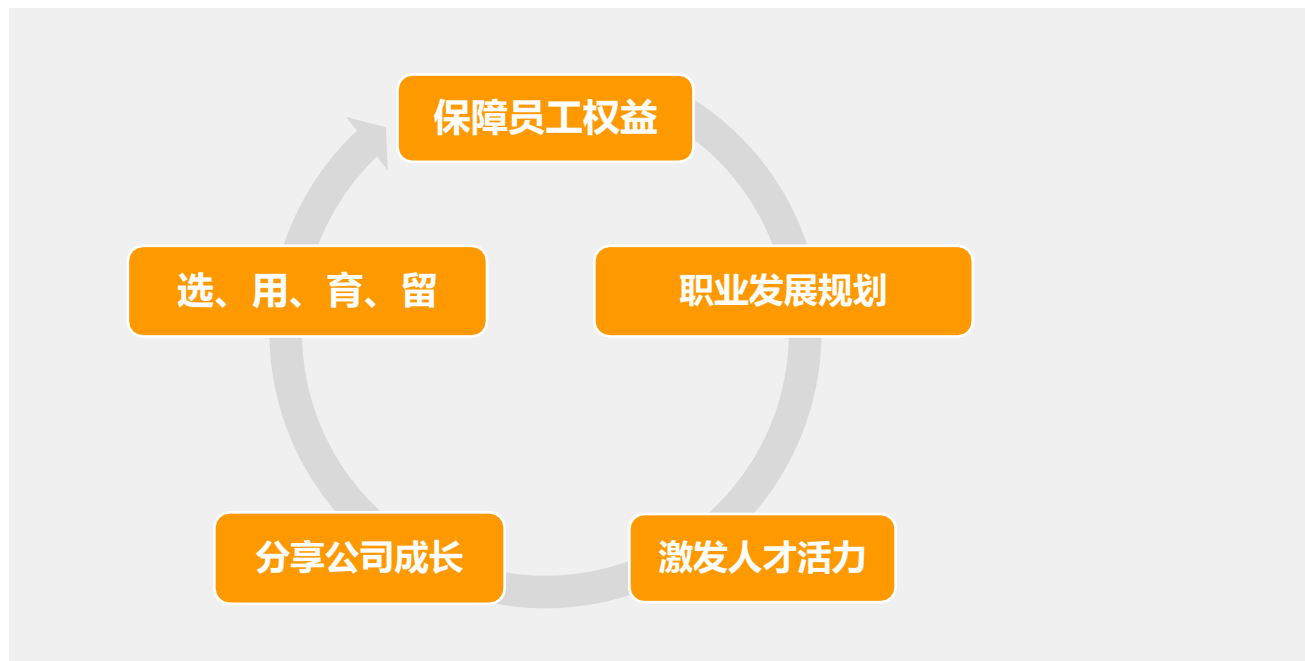 保障员工权益
选、用、育、留
职业发展规划
分享公司成长
激发人才活力